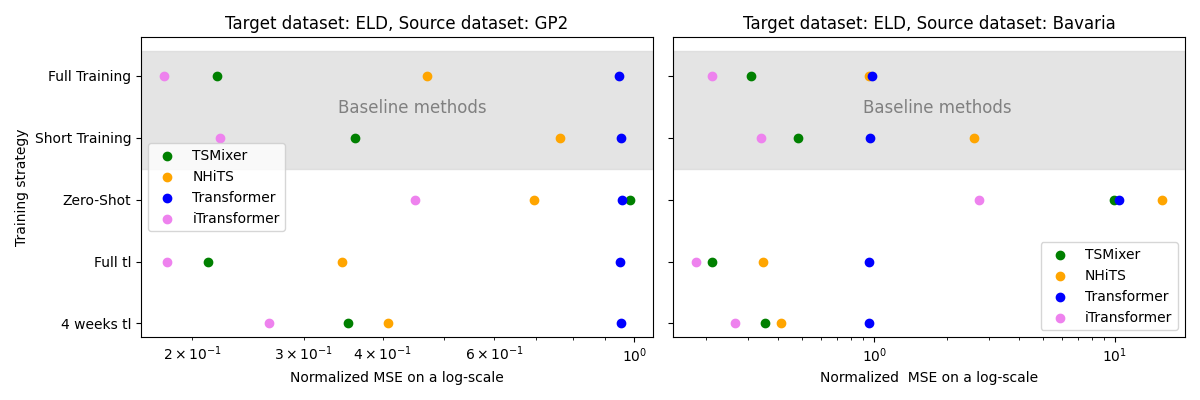 Target dataset: ELD, Source dataset: GP2
Target dataset: ELD, Source dataset: Bavaria
Training strategy
Full Training
Short Training
Zero-Shot
Full tl
4 weeks tl
Baseline methods
TSMixer
NHiTS
Transformer
iTransformer
2 × 10⁻¹
3 × 10⁻¹
4 × 10⁻¹
6 × 10⁻¹
10⁰
Normalized MSE on a log-scale
Baseline methods
TSMixer
NHiTS
Transformer
iTransformer
10⁰
10¹
Normalized  MSE on a log-scale